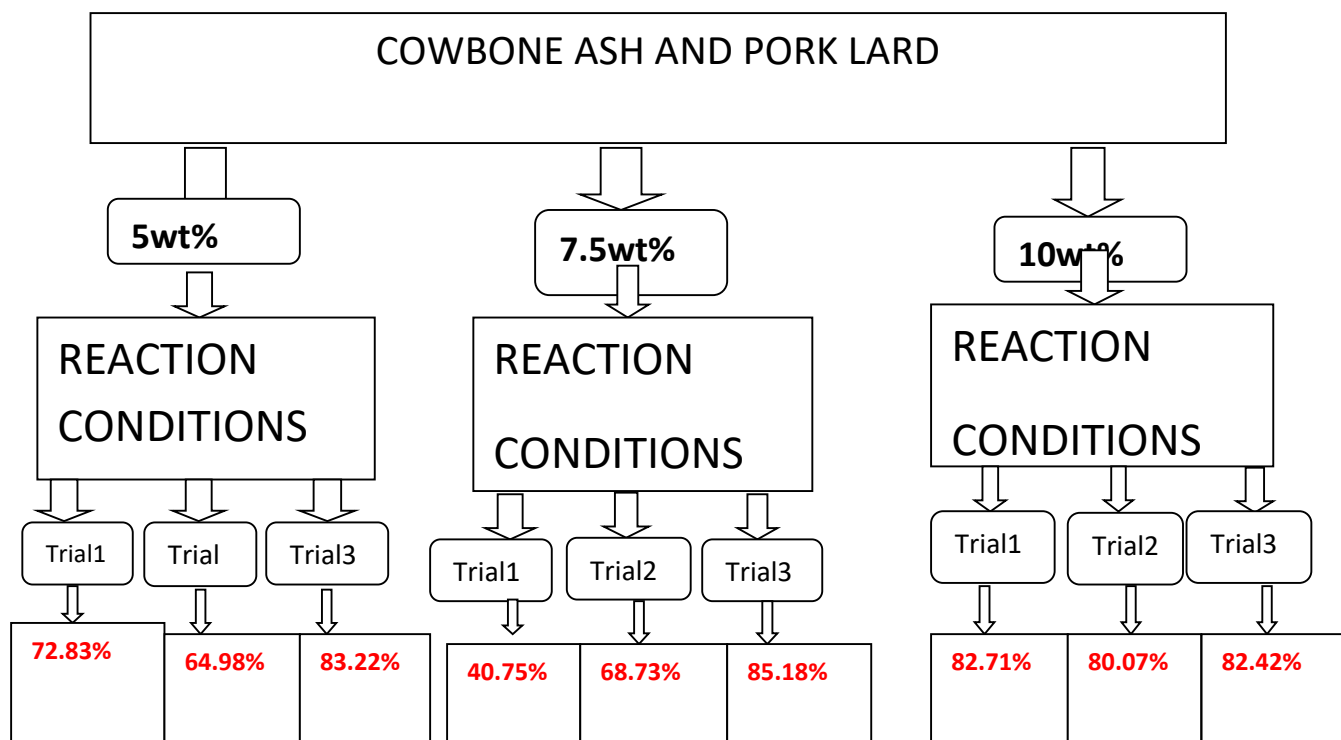 COWBONE ASH AND PORK LARD
5wt%
7.5wt%
10wt%
REACTION
CONDITIONS
REACTION
CONDITIONS
REACTION
CONDITIONS
Trial1
Trial
Trial3
Trial1
Trial2
Trial3
Trial1
Trial2
Trial3
72.83%
64.98%
83.22%
40.75%
68.73%
85.18%
82.71%
80.07%
82.42%